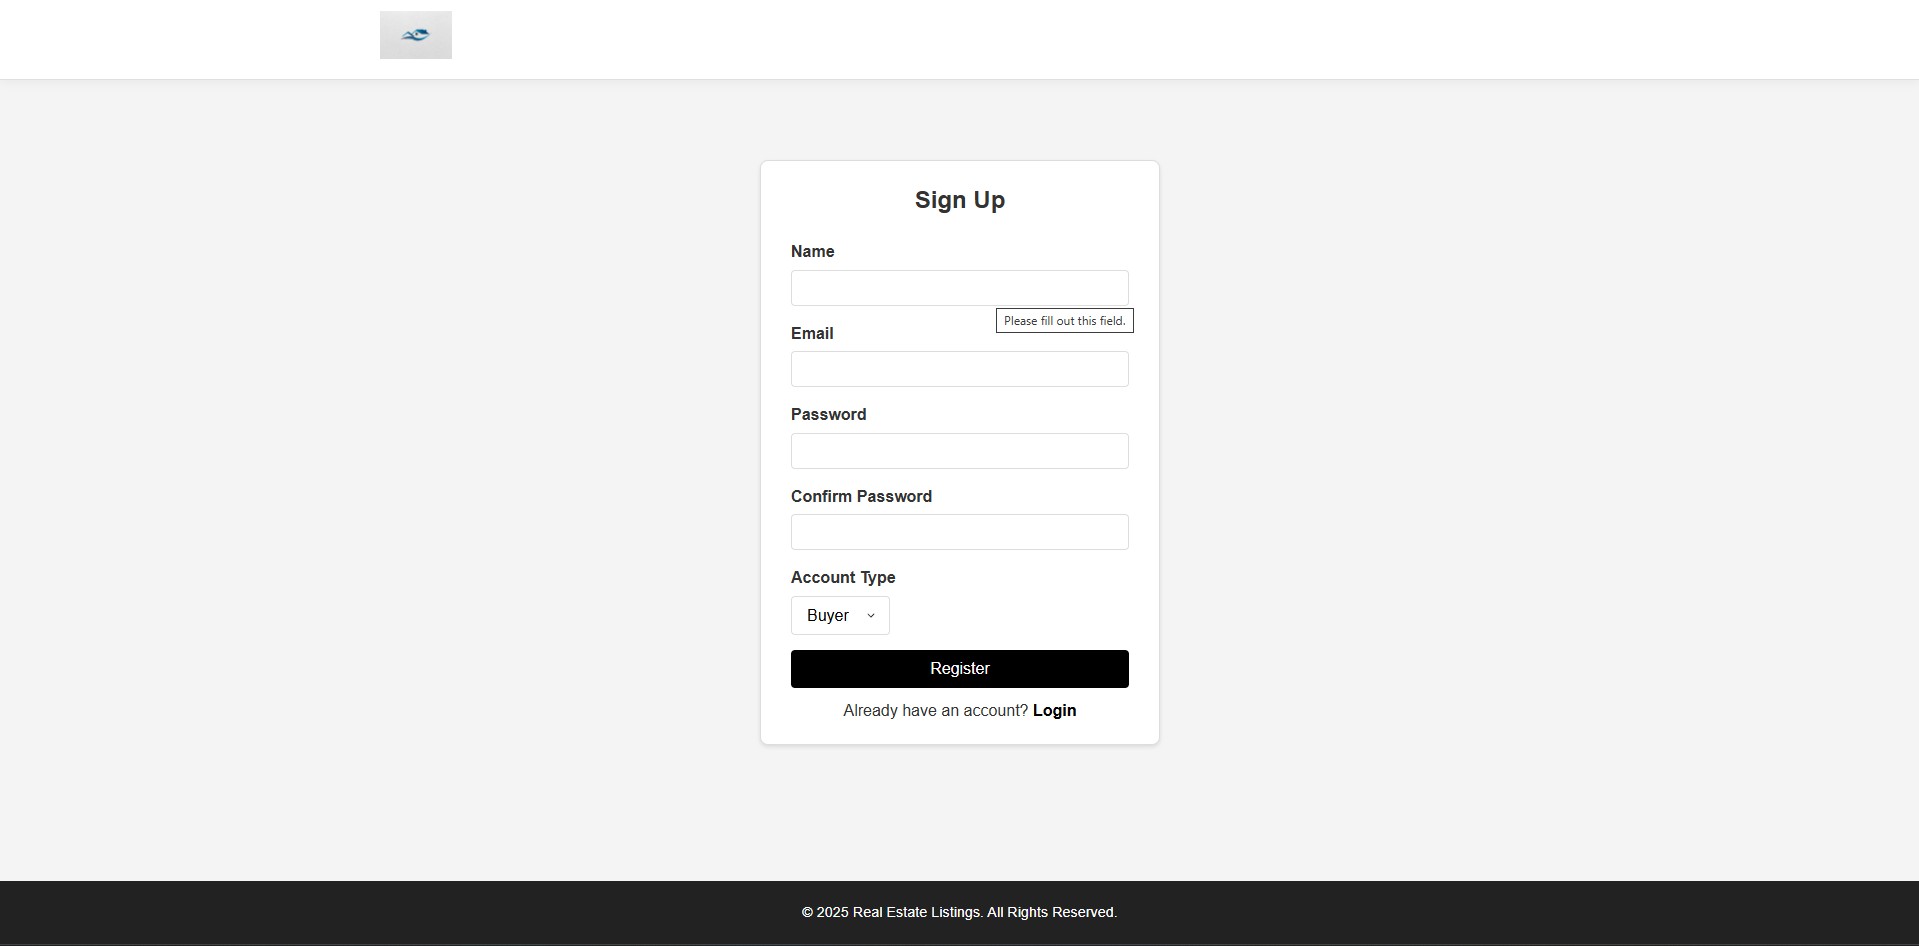 Sign Up
Name
Please fill out this field.
Email
Password
Confirm Password
Account Type
Buyer
Register
Already have an account? Login
© 2025 Real Estate Listings. All Rights Reserved.